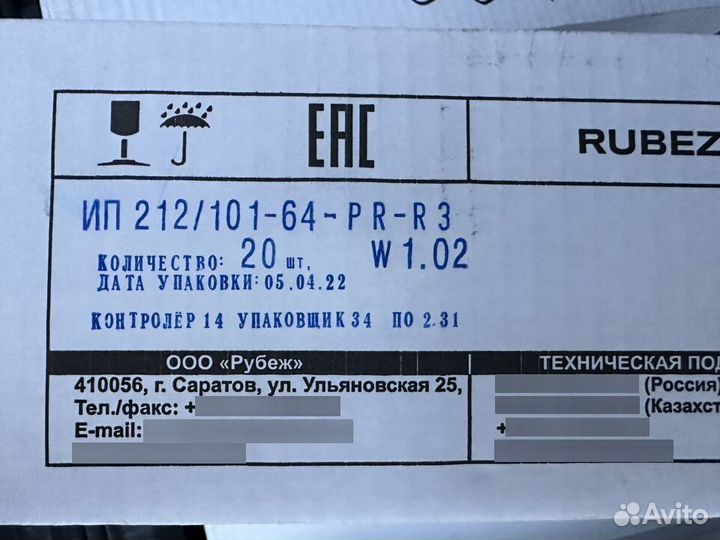 EAC
RUBEZ
ИП 212/101-64-PR-R3
КОЛИЧЕСТВО: 20 шт. W 1.02
ДАТА УПАКОВКИ: 05.04.22
КОНТРОЛЁР 14 УПАКОВЩИК 34 ПО 2.31
ООО «Рубеж»
ТЕХНИЧЕСКАЯ ПОД
410056, г. Саратов, ул. Ульяновская 25,
(Россия)
Тел./факс: +
(Казахст
E-mail:
+
Avito